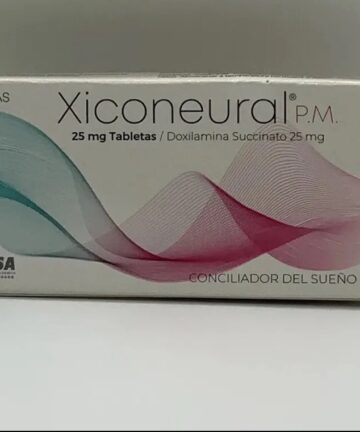 Xiconeural® P.M.
25 mg Tabletas / Doxilamina Succinato 25 mg
CONCILIADOR DEL SUEÑO